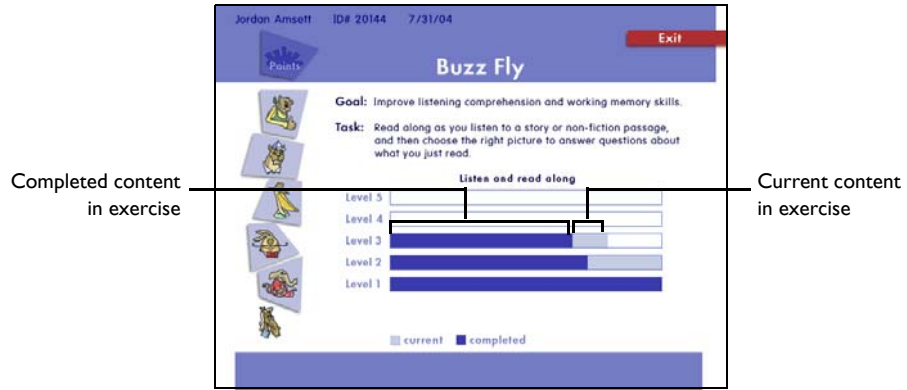 Jordan Amsett ID# 20144 7/31/04
Exit
Points
Buzz Fly
Goal: Improve listening comprehension and working memory skills.
Task: Read along as you listen to a story or non-fiction passage,
and then choose the right picture to answer questions about
what you just read.
Listen and read along
Completed content
in exercise
Current content
in exercise
Level 5
Level 4
Level 3
Level 2
Level 1
current completed